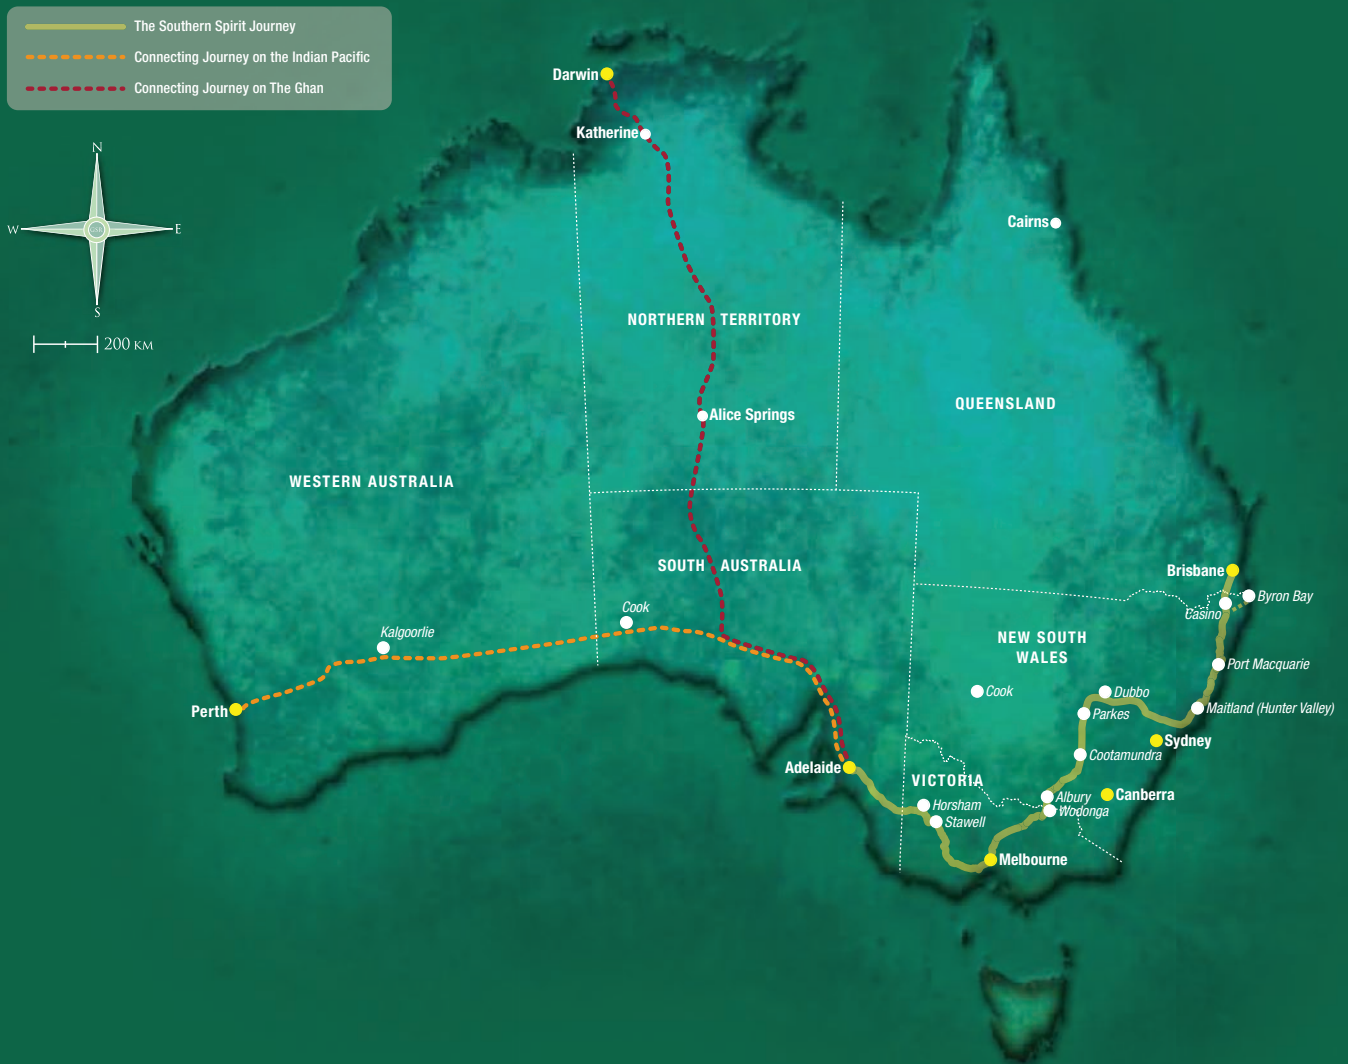 The Southern Spirit Journey
Connecting Journey on the Indian Pacific
Connecting Journey on The Ghan
Darwin
Katherine
N
W
E
S
Cairns
200 KM
NORTHERN TERRITORY
QUEENSLAND
Alice Springs
WESTERN AUSTRALIA
SOUTH AUSTRALIA
Brisbane
Byron Bay
Casino
Cook
Kalgoorlie
NEW SOUTH
WALES
Port Macquarie
Cook
Dubbo
Perth
Parkes
Maitland (Hunter Valley)
Sydney
Cootamundra
Adelaide
VICTORIA
Albury
Canberra
Horsham
Wodonga
Stawell
Melbourne